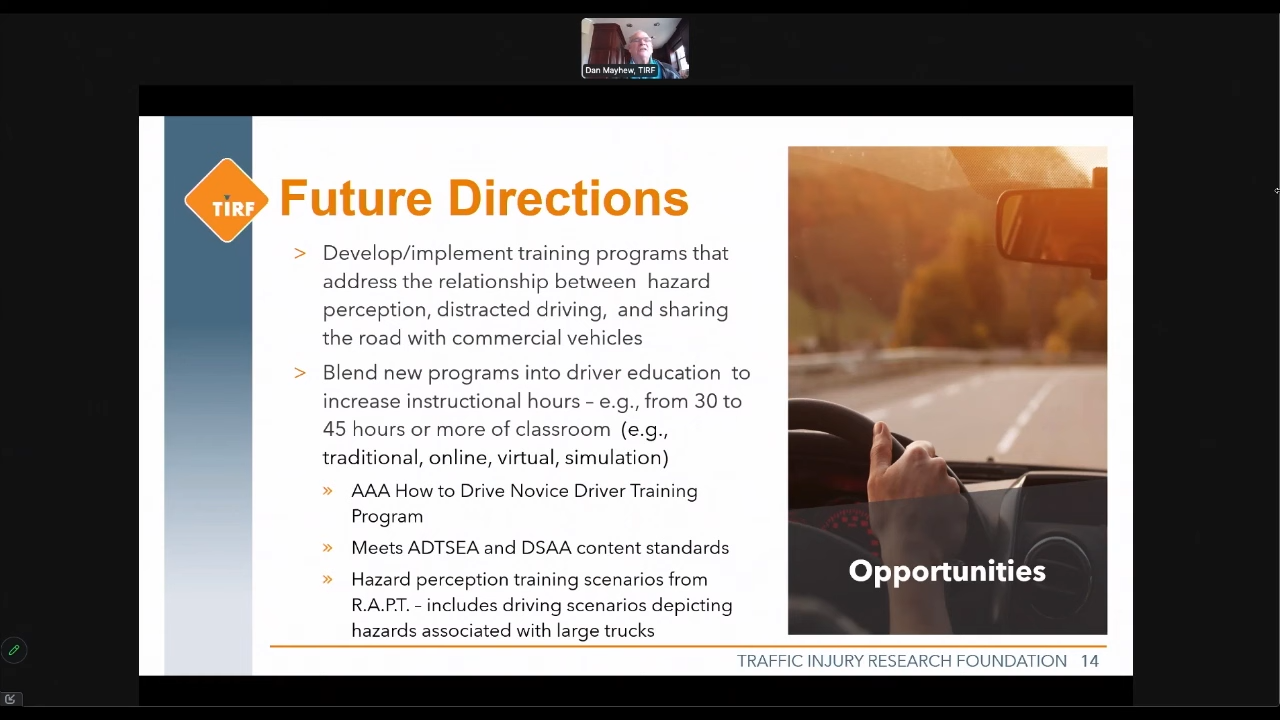 Dan Mayhew, TIRF
TIRF
Future Directions
> Develop/implement training programs that
address the relationship between hazard
perception, distracted driving, and sharing
the road with commercial vehicles
> Blend new programs into driver education to
increase instructional hours – e.g., from 30 to
45 hours or more of classroom (e.g.,
traditional, online, virtual, simulation)
» AAA How to Drive Novice Driver Training
Program
» Meets ADTSEA and DSAA content standards
» Hazard perception training scenarios from
R.A.P.T. – includes driving scenarios depicting
hazards associated with large trucks
Opportunities
TRAFFIC INJURY RESEARCH FOUNDATION 14